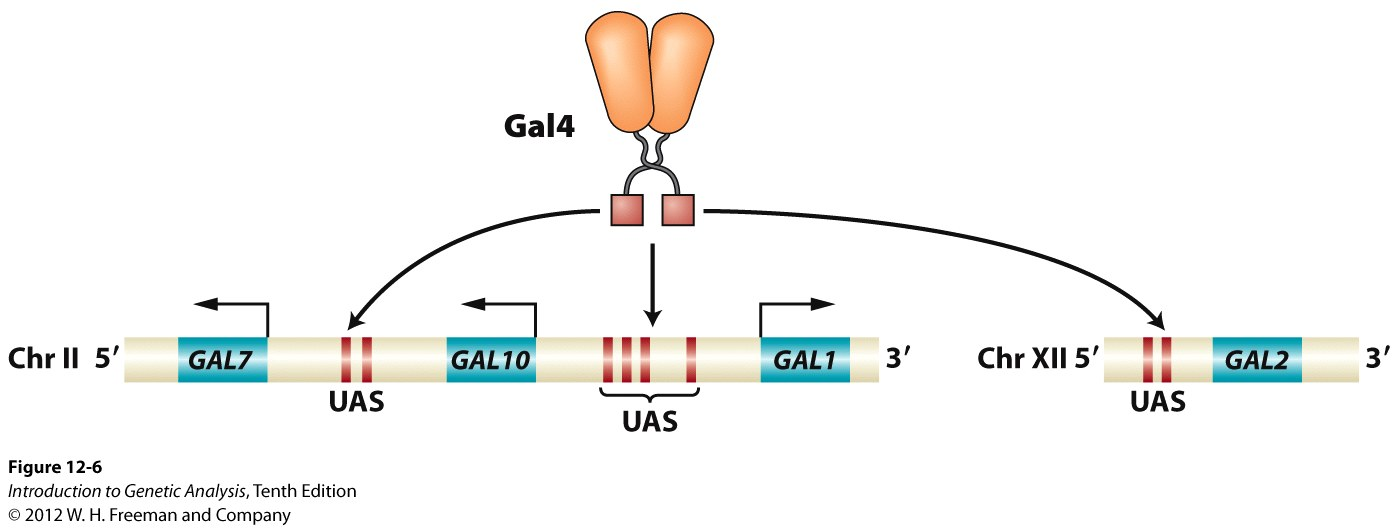 Gal4
Chr II 5′ GAL7 GAL10 GAL1 3′ Chr XII 5′ GAL2 3′
UAS UAS UAS
Figure 12-6
Introduction to Genetic Analysis, Tenth Edition
© 2012 W. H. Freeman and Company